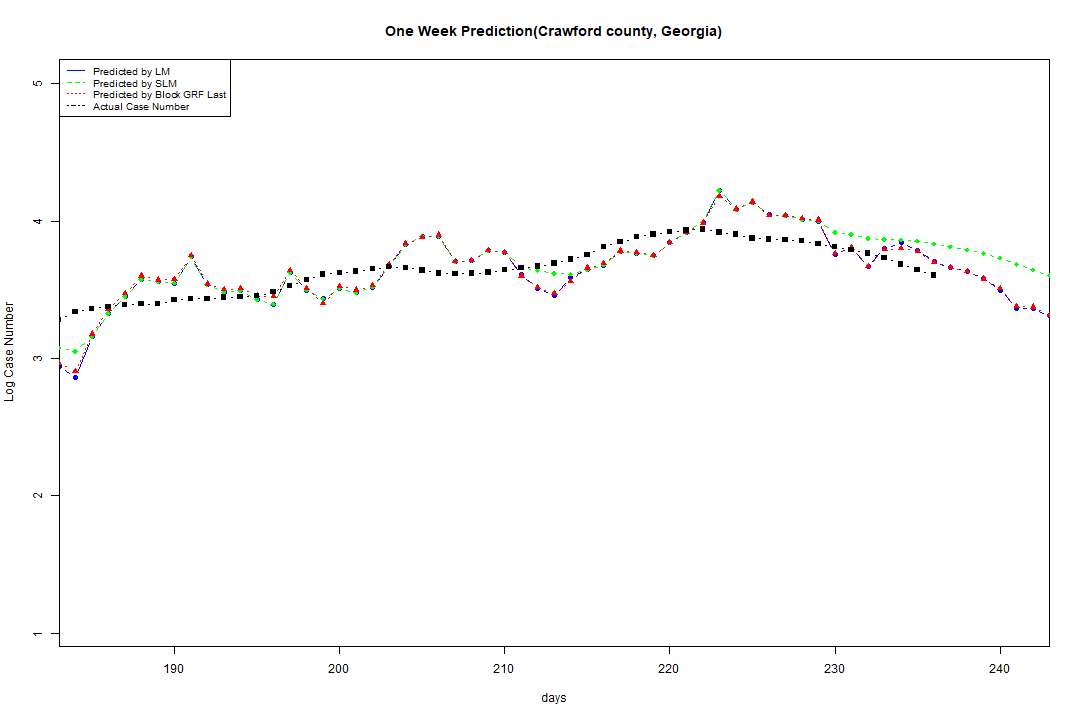 One Week Prediction(Crawford county, Georgia)
Predicted by LM
Predicted by SLM
Predicted by Block GRF Last
Actual Case Number
5
4
3
2
1
Log Case Number
190 200 210 220 230 240
days